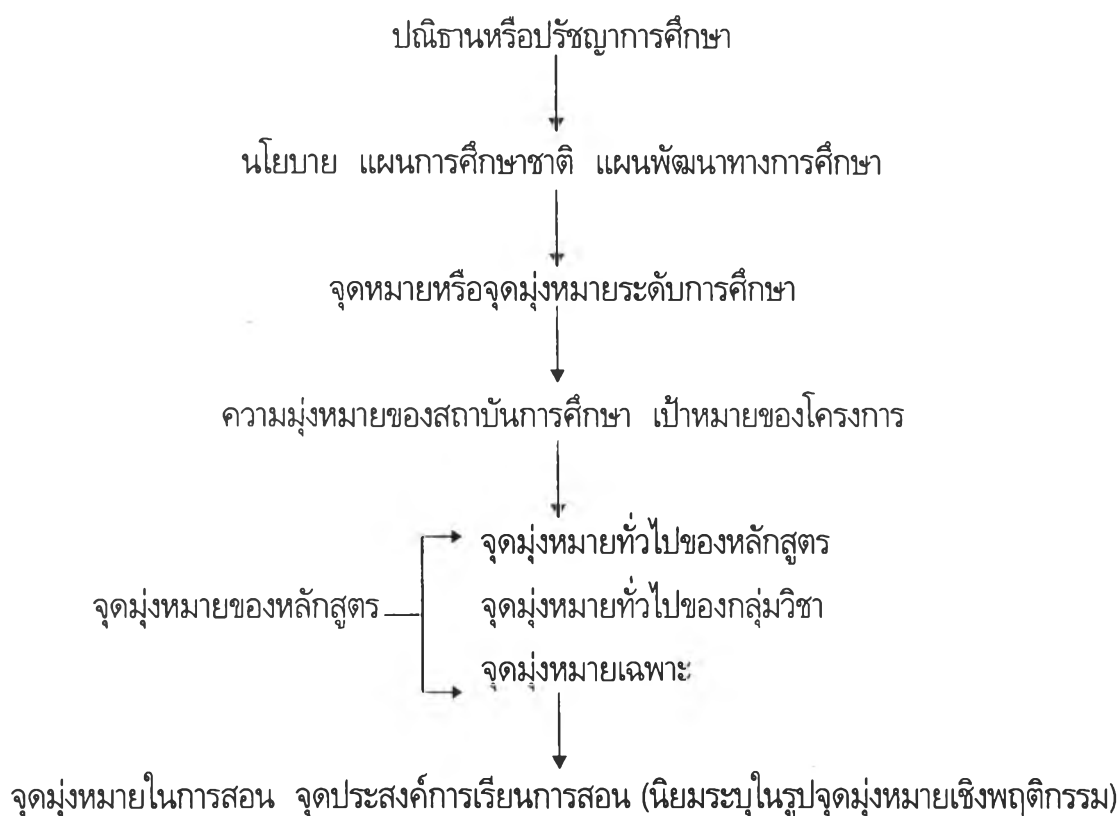 ปณิธานหรือปรัชญาการศึกษา
นโยบาย แผนการศึกษาชาติ แผนพัฒนาทางการศึกษา
จุดหมายหรือจุดมุ่งหมายระดับการศึกษา
ความมุ่งหมายของสถาบันการศึกษา เป้าหมายของโครงการ
จุดมุ่งหมายทั่วไปของหลักสูตร
จุดมุ่งหมายของหลักสูตร จุดมุ่งหมายทั่วไปของกลุ่มวิชา
จุดมุ่งหมายเฉพาะ
จุดมุ่งหมายในการสอน จุดประสงค์การเรียนการสอน (นิยมระบุในรูปจุดมุ่งหมายเชิงพฤติกรรม)